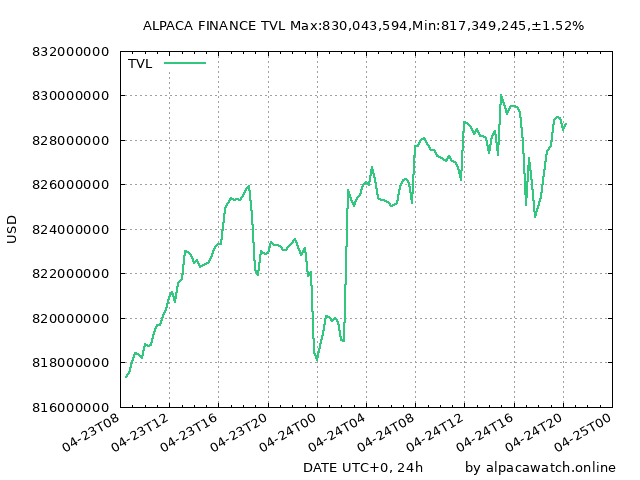 ALPACA FINANCE TVL Max:830,043,594,Min:817,349,245,±1.52%
832000000
TVL
830000000
828000000
826000000
824000000
822000000
820000000
818000000
816000000
USD
04-23T08
04-23T12
04-23T16
04-23T20
04-24T00
04-24T04
04-24T08
04-24T12
04-24T16
04-24T20
04-25T00
DATE UTC+0, 24h
by alpacawatch.online